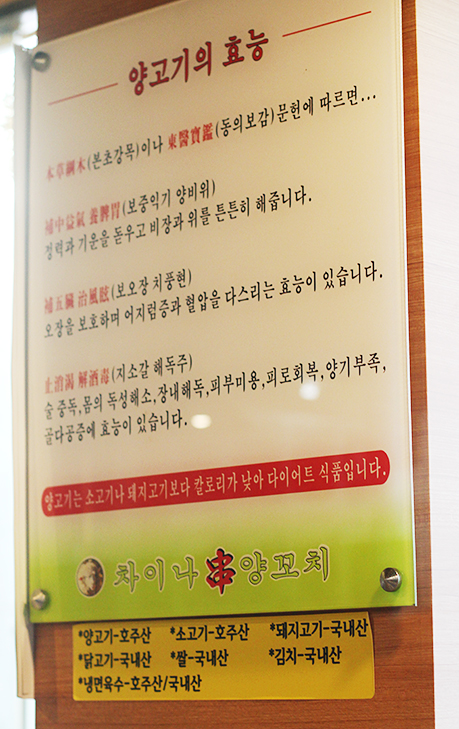 양고기의 효능
本草綱木(본초강목)이나 東醫寶鑑(동의보감)문헌에 따르면...
補中益氣 養脾胃(보중익기 양비위)
정력과 기운을 돋우고 비장과 위를 튼튼히 해줍니다.
補五臟 治風眩(보오장 치풍현)
오장을 보호하며 어지럼증과 혈압을 다스리는 효능이 있습니다.
止消渴 解酒毒(지소갈 해독주)
술 중독,몸의 독성해소,장내해독,피부미용,피로회복,양기부족,
골다공증에 효능이 있습니다.
양고기는 소고기나 돼지고기보다 칼로리가 낮아 다이어트 식품입니다.
차이나串양꼬치
*양고기-호주산 *소고기-호주산 *돼지고기-국내산
*닭고기-국내산 *쌀-국내산 *김치-국내산
*냉면육수-호주산/국내산